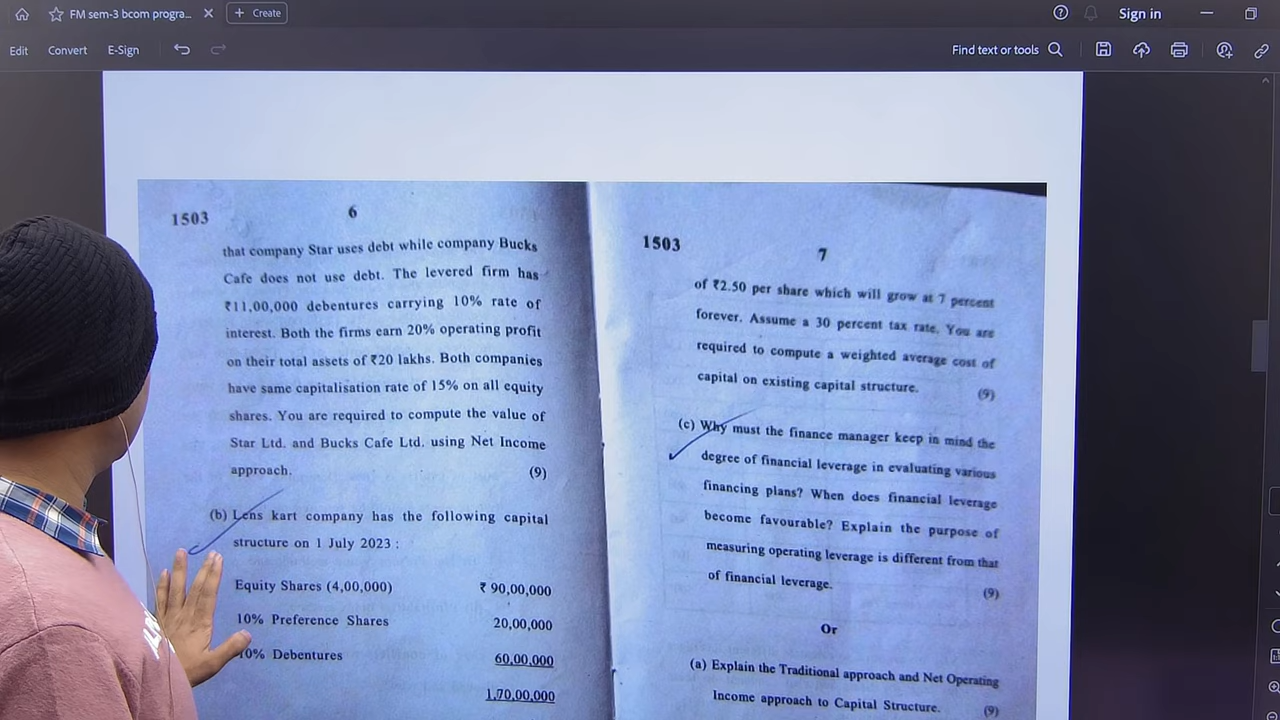 FM sem-3 bcom progra...
Create
Sign in
Edit
Convert
E-Sign
Find text or tools
1503
6
that company Star uses debt while company Bucks
Cafe does not use debt. The levered firm has
₹11,00,000 debentures carrying 10% rate of
interest. Both the firms earn 20% operating profit
on their total assets of ₹20 lakhs. Both companies
have same capitalisation rate of 15% on all equity
shares. You are required to compute the value of
Star Ltd. and Bucks Cafe Ltd. using Net Income
approach. (9)
(b) Lens kart company has the following capital
structure on 1 July 2023 :
Equity Shares (4,00,000) ₹ 90,00,000
10% Preference Shares 20,00,000
10% Debentures 60,00,000
1,70,00,000
1503
7
of ₹2.50 per share which will grow at 7 percent
forever. Assume a 30 percent tax rate. You are
required to compute a weighted average cost of
capital on existing capital structure. (9)
(c) Why must the finance manager keep in mind the
degree of financial leverage in evaluating various
financing plans? When does financial leverage
become favourable? Explain the purpose of
measuring operating leverage is different from that
of financial leverage. (9)
Or
(a) Explain the Traditional approach and Net Operating
Income approach to Capital Structure. (9)